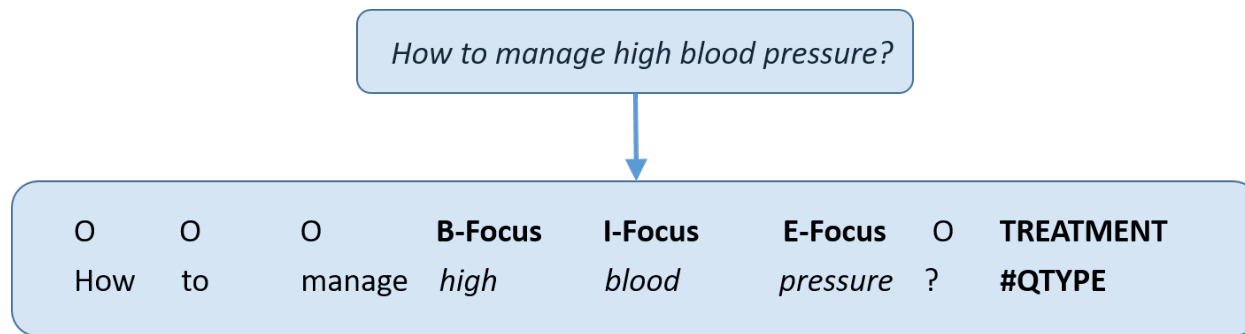 How to manage high blood pressure?
O O O B-Focus I-Focus E-Focus O TREATMENT
How to manage high blood pressure ? #QTYPE